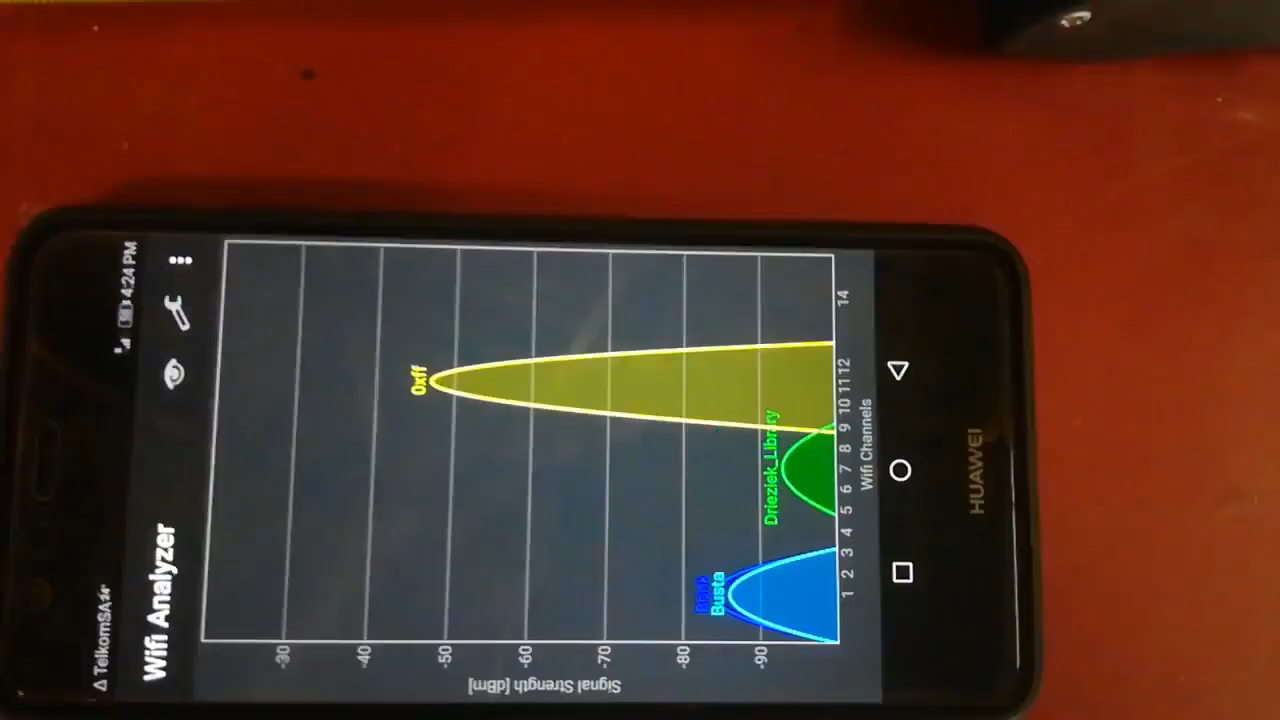 TelkomSA
4:24 PM
Wifi Analyzer
Signal Strength [dBm]
-30
-40
-50
-60
-70
-80
-90
0xff
Drieziek_Library
Busta
1 2 3 4 5 6 7 8 9 10 11 12 14
Wifi Channels
HUAWEI